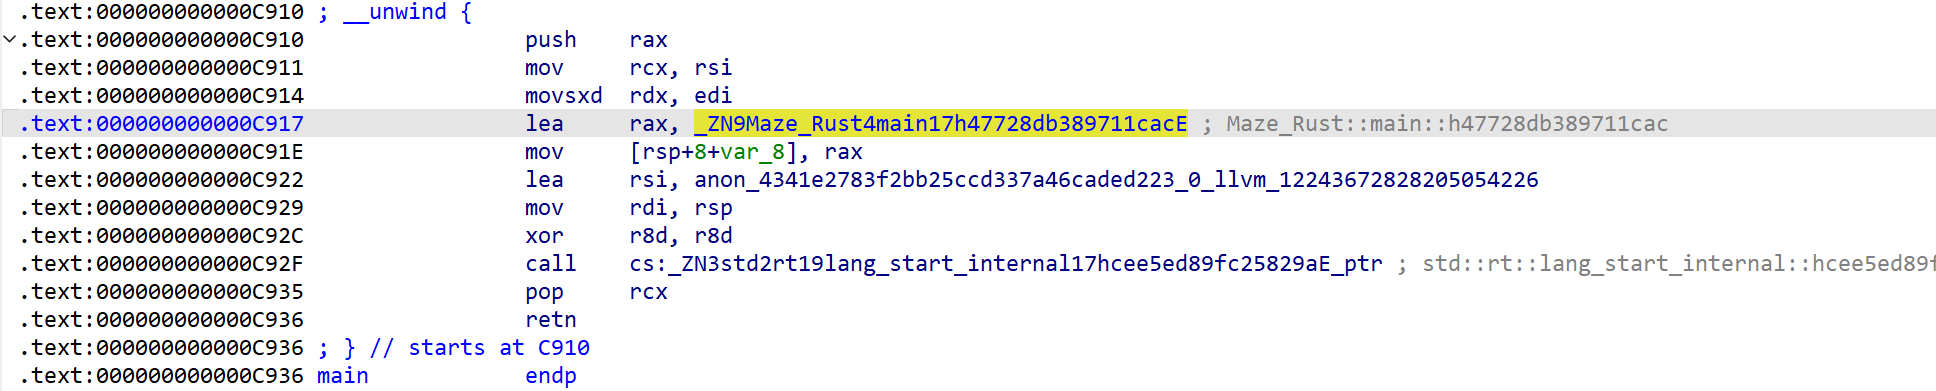 .text:000000000000C910 ; __unwind {
.text:000000000000C910 push rax
.text:000000000000C911 mov rcx, rsi
.text:000000000000C914 movsxd rdx, edi
.text:000000000000C917 lea rax, _ZN9Maze_Rust4main17h47728db389711cacE ; Maze_Rust::main::h47728db389711cac
.text:000000000000C91E mov [rsp+8+var_8], rax
.text:000000000000C922 lea rsi, anon_4341e2783f2bb25ccd337a46caded223_0_llvm_12243672828205054226
.text:000000000000C929 mov rdi, rsp
.text:000000000000C92C xor r8d, r8d
.text:000000000000C92F call cs:_ZN3std2rt19lang_start_internal17hcee5ed89fc25829aE_ptr ; std::rt::lang_start_internal::hcee5ed89f
.text:000000000000C935 pop rcx
.text:000000000000C936 retn
.text:000000000000C936 ; } // starts at C910
.text:000000000000C936 main endp